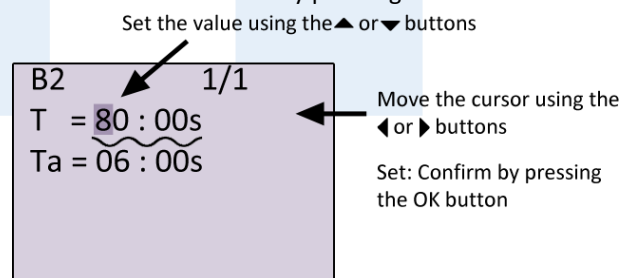 Set the value using the▲ or▼ buttons
B2 1/1
T = 80 : 00s
Ta = 06 : 00s
Move the cursor using the
◀ or ▶ buttons
Set: Confirm by pressing
the OK button